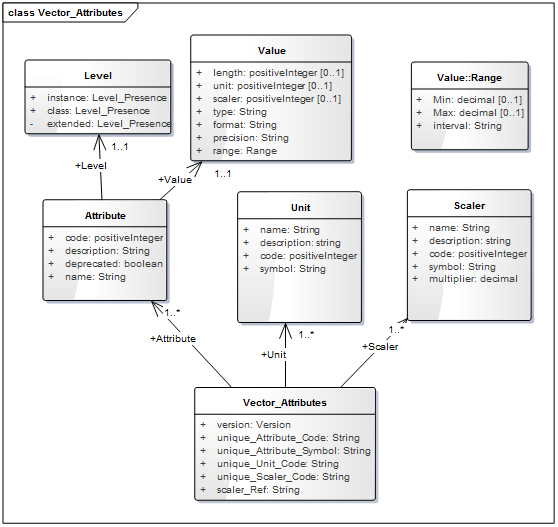 class Vector_Attributes
Level
+ instance: Level_Presence
+ class: Level_Presence
- extended: Level_Presence
Value
+ length: positiveInteger [0..1]
+ unit: positiveInteger [0..1]
+ scaler: positiveInteger [0..1]
+ type: String
+ format: String
+ precision: String
+ range: Range
Value::Range
+ Min: decimal [0..1]
+ Max: decimal [0..1]
+ interval: String
1..1
+Level
+Value
1..1
Attribute
+ code: positiveInteger
+ description: String
+ deprecated: boolean
+ name: String
Unit
+ name: String
+ description: string
+ code: positiveInteger
+ symbol: String
Scaler
+ name: String
+ description: string
+ code: positiveInteger
+ symbol: String
+ multiplier: decimal
1..*
+Attribute
1..*
+Unit
1..*
+Scaler
Vector_Attributes
+ version: Version
+ unique_Attribute_Code: String
+ unique_Attribute_Symbol: String
+ unique_Unit_Code: String
+ unique_Scaler_Code: String
+ scaler_Ref: String